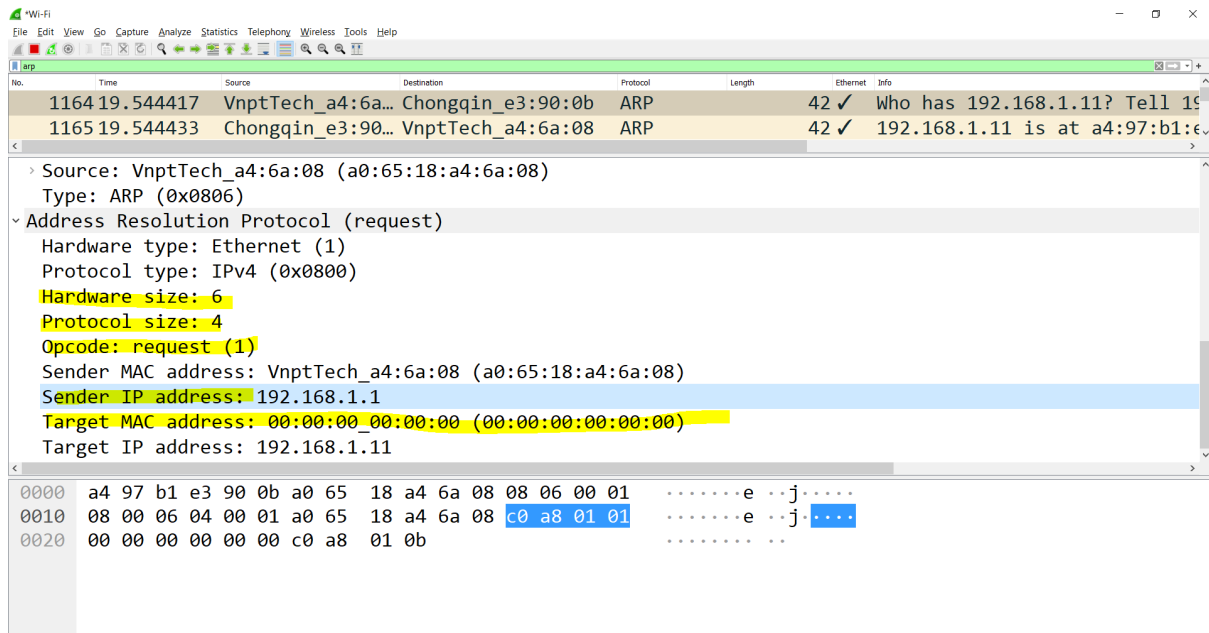 *Wi-Fi
File Edit View Go Capture Analyze Statistics Telephony Wireless Tools Help
arp
No. Time Source Destination Protocol Length Ethernet Info
1164 19.544417 VnptTech_a4:6a… Chongqin_e3:90:0b ARP 42 ✓ Who has 192.168.1.11? Tell 19
1165 19.544433 Chongqin_e3:90… VnptTech_a4:6a:08 ARP 42 ✓ 192.168.1.11 is at a4:97:b1:e
Source: VnptTech_a4:6a:08 (a0:65:18:a4:6a:08)
Type: ARP (0x0806)
Address Resolution Protocol (request)
Hardware type: Ethernet (1)
Protocol type: IPv4 (0x0800)
Hardware size: 6
Protocol size: 4
Opcode: request (1)
Sender MAC address: VnptTech_a4:6a:08 (a0:65:18:a4:6a:08)
Sender IP address: 192.168.1.1
Target MAC address: 00:00:00_00:00:00 (00:00:00:00:00:00)
Target IP address: 192.168.1.11
0000 a4 97 b1 e3 90 0b a0 65 18 a4 6a 08 08 06 00 01 ·······e ··j·····
0010 08 00 06 04 00 01 a0 65 18 a4 6a 08 c0 a8 01 01 ·······e ··j·····
0020 00 00 00 00 00 00 c0 a8 01 0b ········ ··